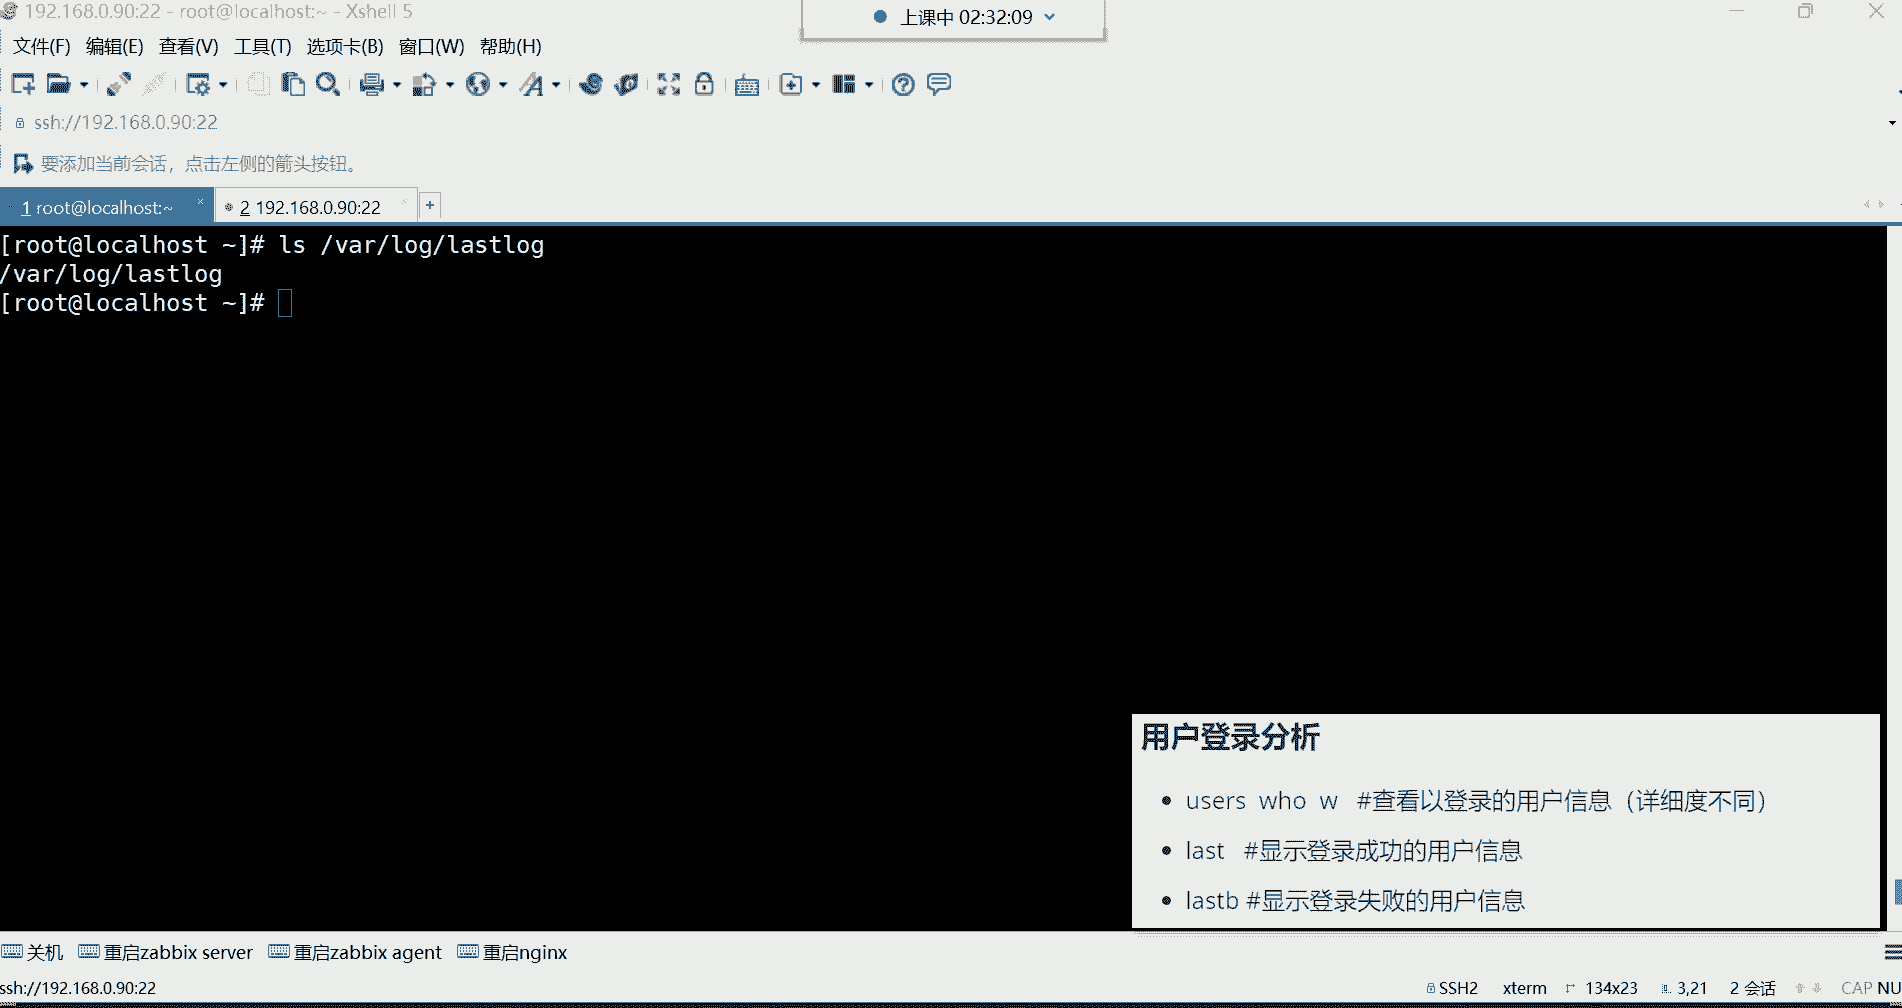 192.168.0.90:22 - root@localhost:~ - Xshell 5
上课中 02:32:09
文件(F) 编辑(E) 查看(V) 工具(T) 选项卡(B) 窗口(W) 帮助(H)
ssh://192.168.0.90:22
要添加当前会话，点击左侧的箭头按钮。
1 root@localhost:~ × 2 192.168.0.90:22 × +
[root@localhost ~]# ls /var/log/lastlog
/var/log/lastlog
[root@localhost ~]#
用户登录分析
• users who w #查看以登录的用户信息（详细度不同）
• last #显示登录成功的用户信息
• lastb #显示登录失败的用户信息
关机 重启zabbix server 重启zabbix agent 重启nginx
ssh://192.168.0.90:22 SSH2 xterm 134x23 3,21 2 会话 CAP NU